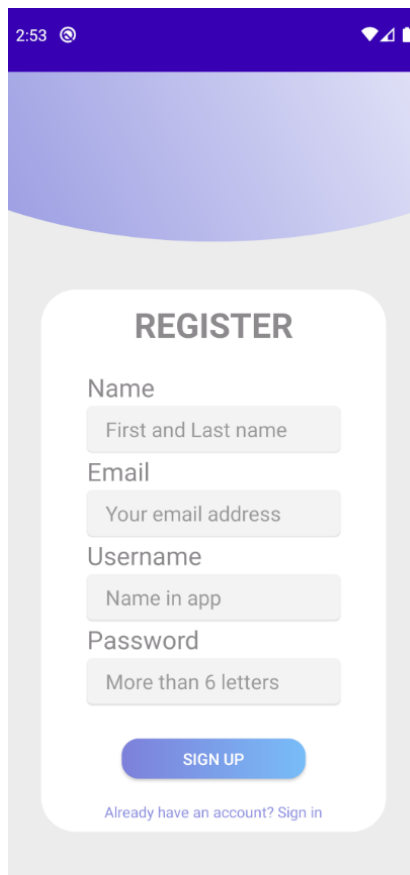 2:53
REGISTER
Name
First and Last name
Email
Your email address
Username
Name in app
Password
More than 6 letters
SIGN UP
Already have an account? Sign in